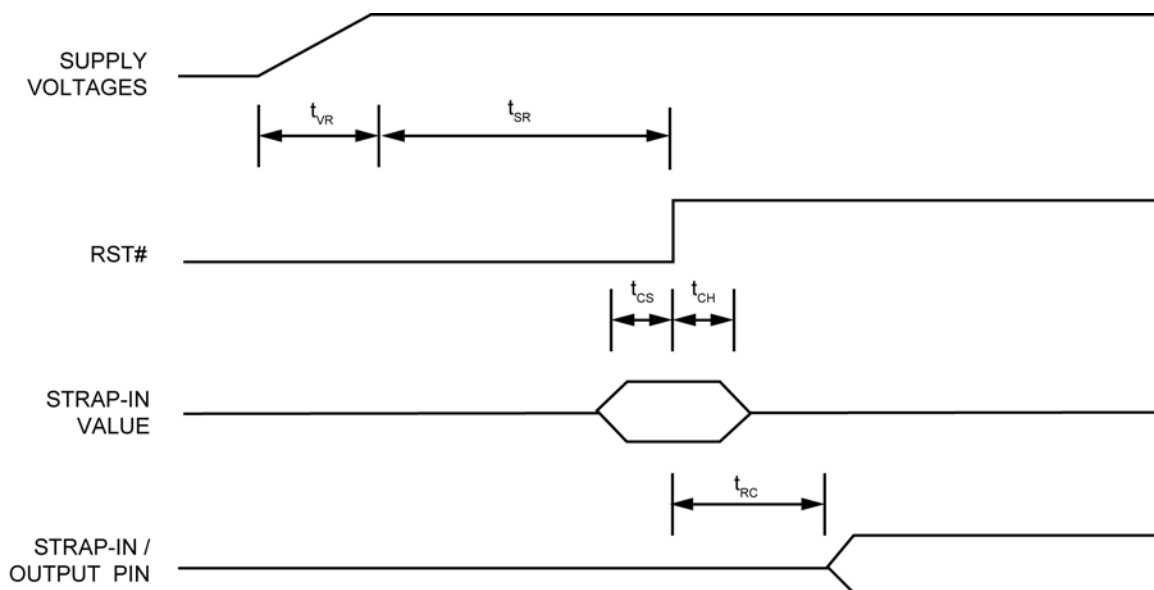 SUPPLY
VOLTAGES
tVR
tSR
RST#
tCS
tCH
STRAP-IN
VALUE
tRC
STRAP-IN /
OUTPUT PIN